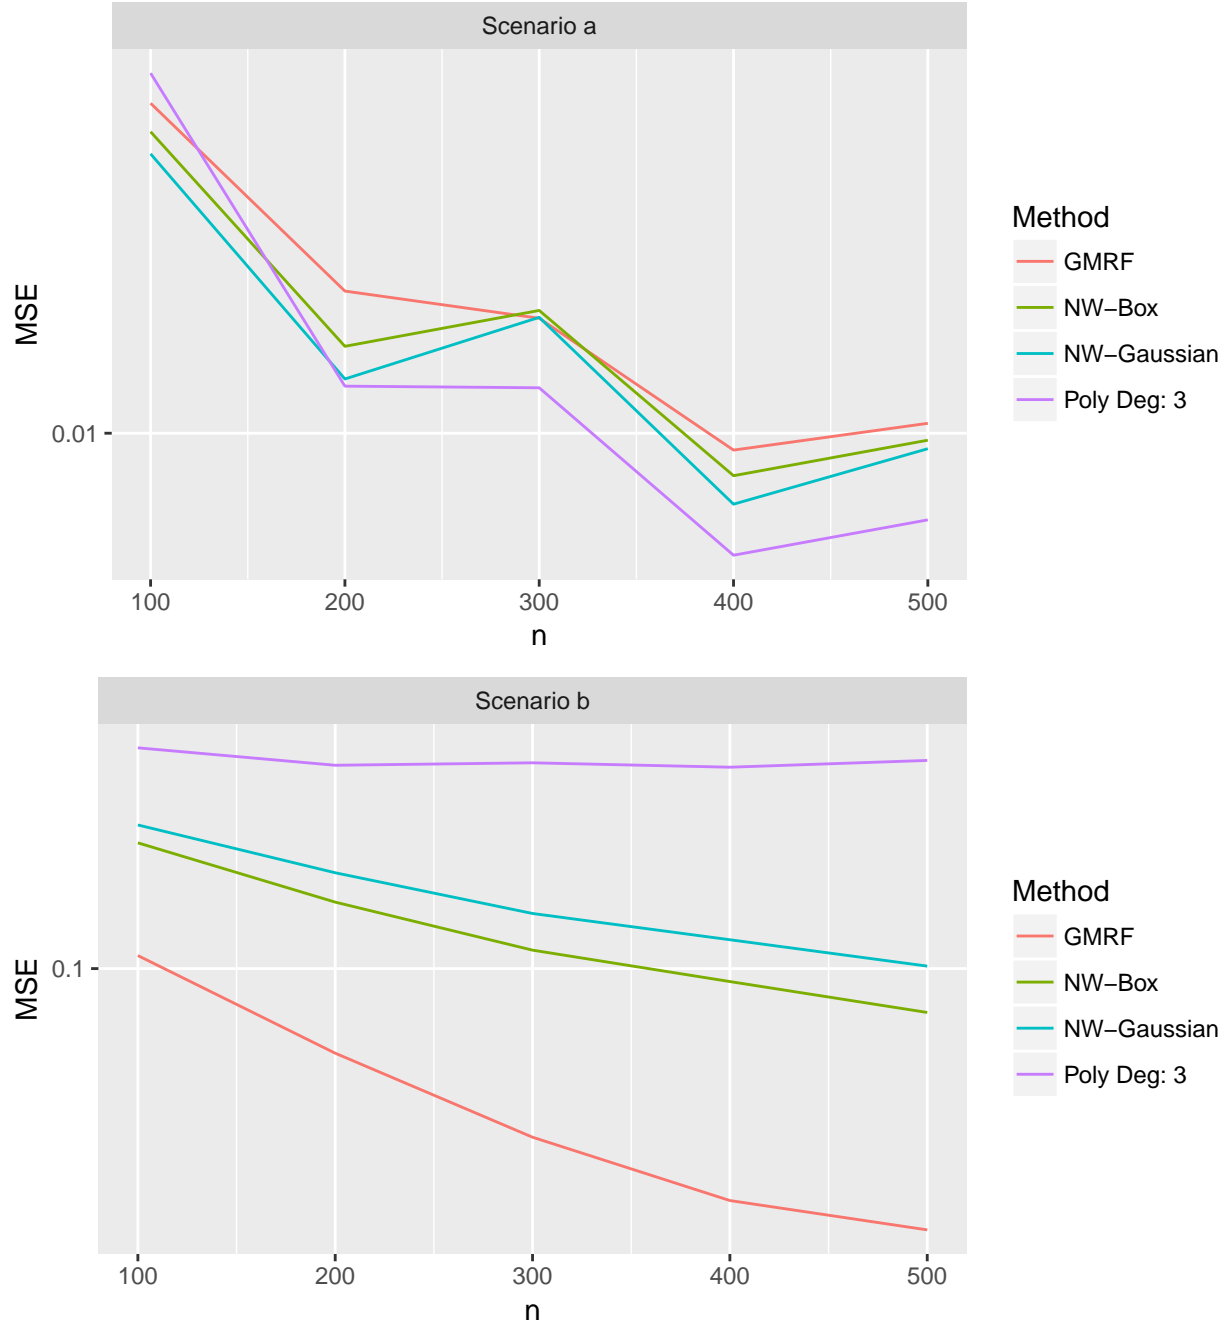 Scenario a
MSE
0.01
100 200 300 400 500
n
Method
GMRF
NW−Box
NW−Gaussian
Poly Deg: 3
Scenario b
MSE
0.1
100 200 300 400 500
n
Method
GMRF
NW−Box
NW−Gaussian
Poly Deg: 3